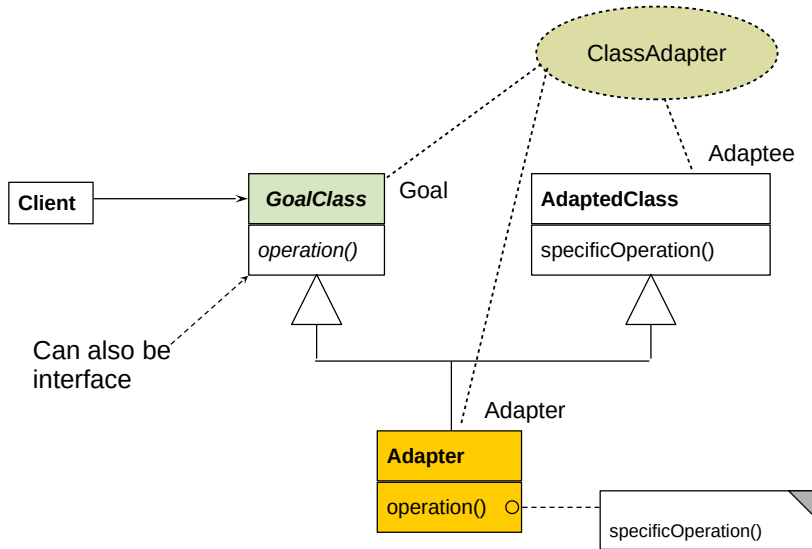 ClassAdapter
Adaptee
Client
GoalClass
Goal
AdaptedClass
operation()
specificOperation()
Can also be
interface
Adapter
Adapter
operation()
specificOperation()